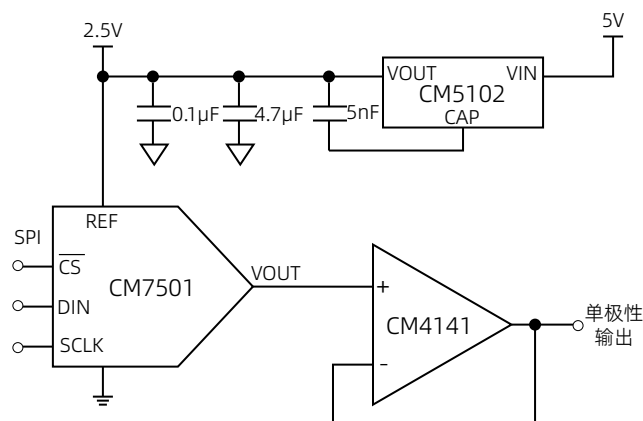 2.5V
5V
VOUT
VIN
CM5102
CAP
0.1μF
4.7μF
5nF
REF
SPI
CS
DIN
SCLK
CM7501
VOUT
+
CM4141
-
单极性
输出